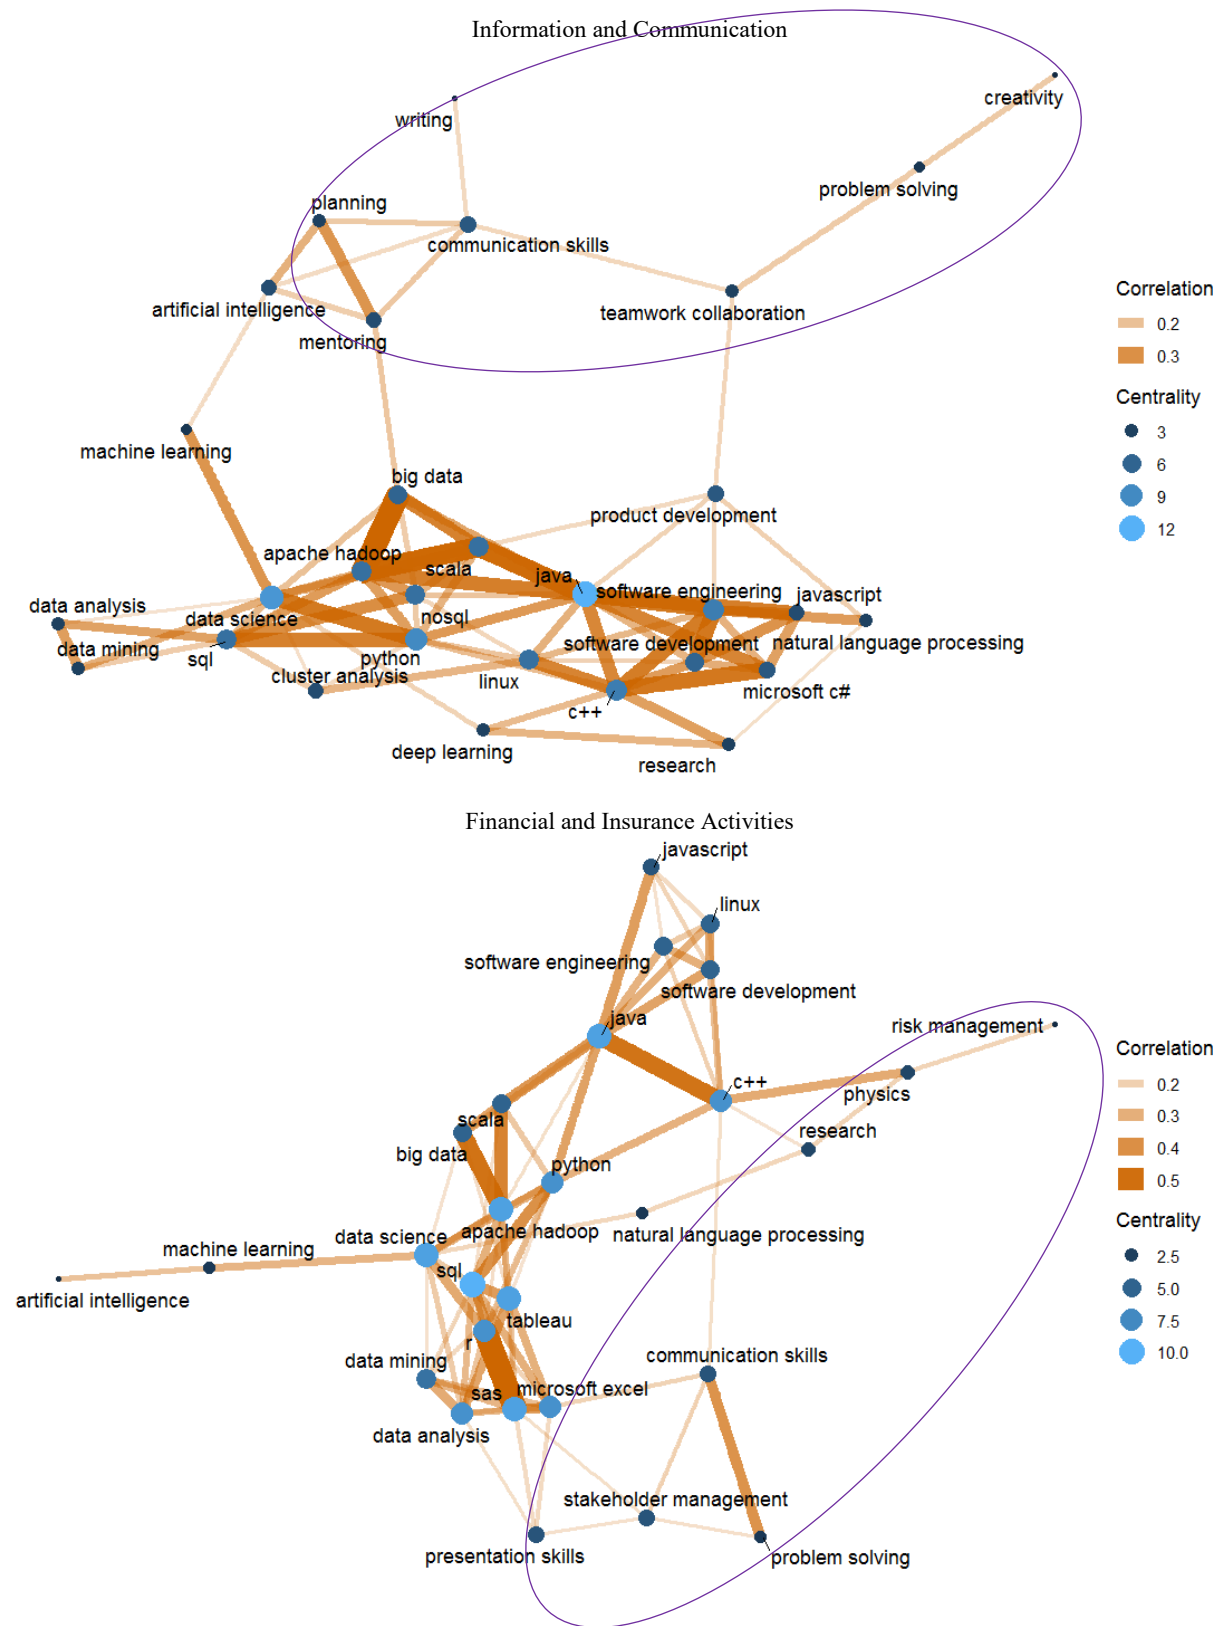 Information and Communication
creativity
writing
problem solving
planning
communication skills
artificial intelligence
teamwork collaboration
mentoring
machine learning
big data
product development
apache hadoop
scala
java
software engineering
javascript
data analysis
data science
nosql
software development
natural language processing
data mining
sql
python
cluster analysis
linux
microsoft c#
c++
deep learning
research
Correlation
0.2
0.3
Centrality
3
6
9
12
Financial and Insurance Activities
javascript
linux
software engineering
software development
java
risk management
c++
physics
scala
research
big data
python
data science
apache hadoop
natural language processing
machine learning
sql
artificial intelligence
tableau
r
data mining
communication skills
sas
microsoft excel
data analysis
stakeholder management
presentation skills
problem solving
Correlation
0.2
0.3
0.4
0.5
Centrality
2.5
5.0
7.5
10.0